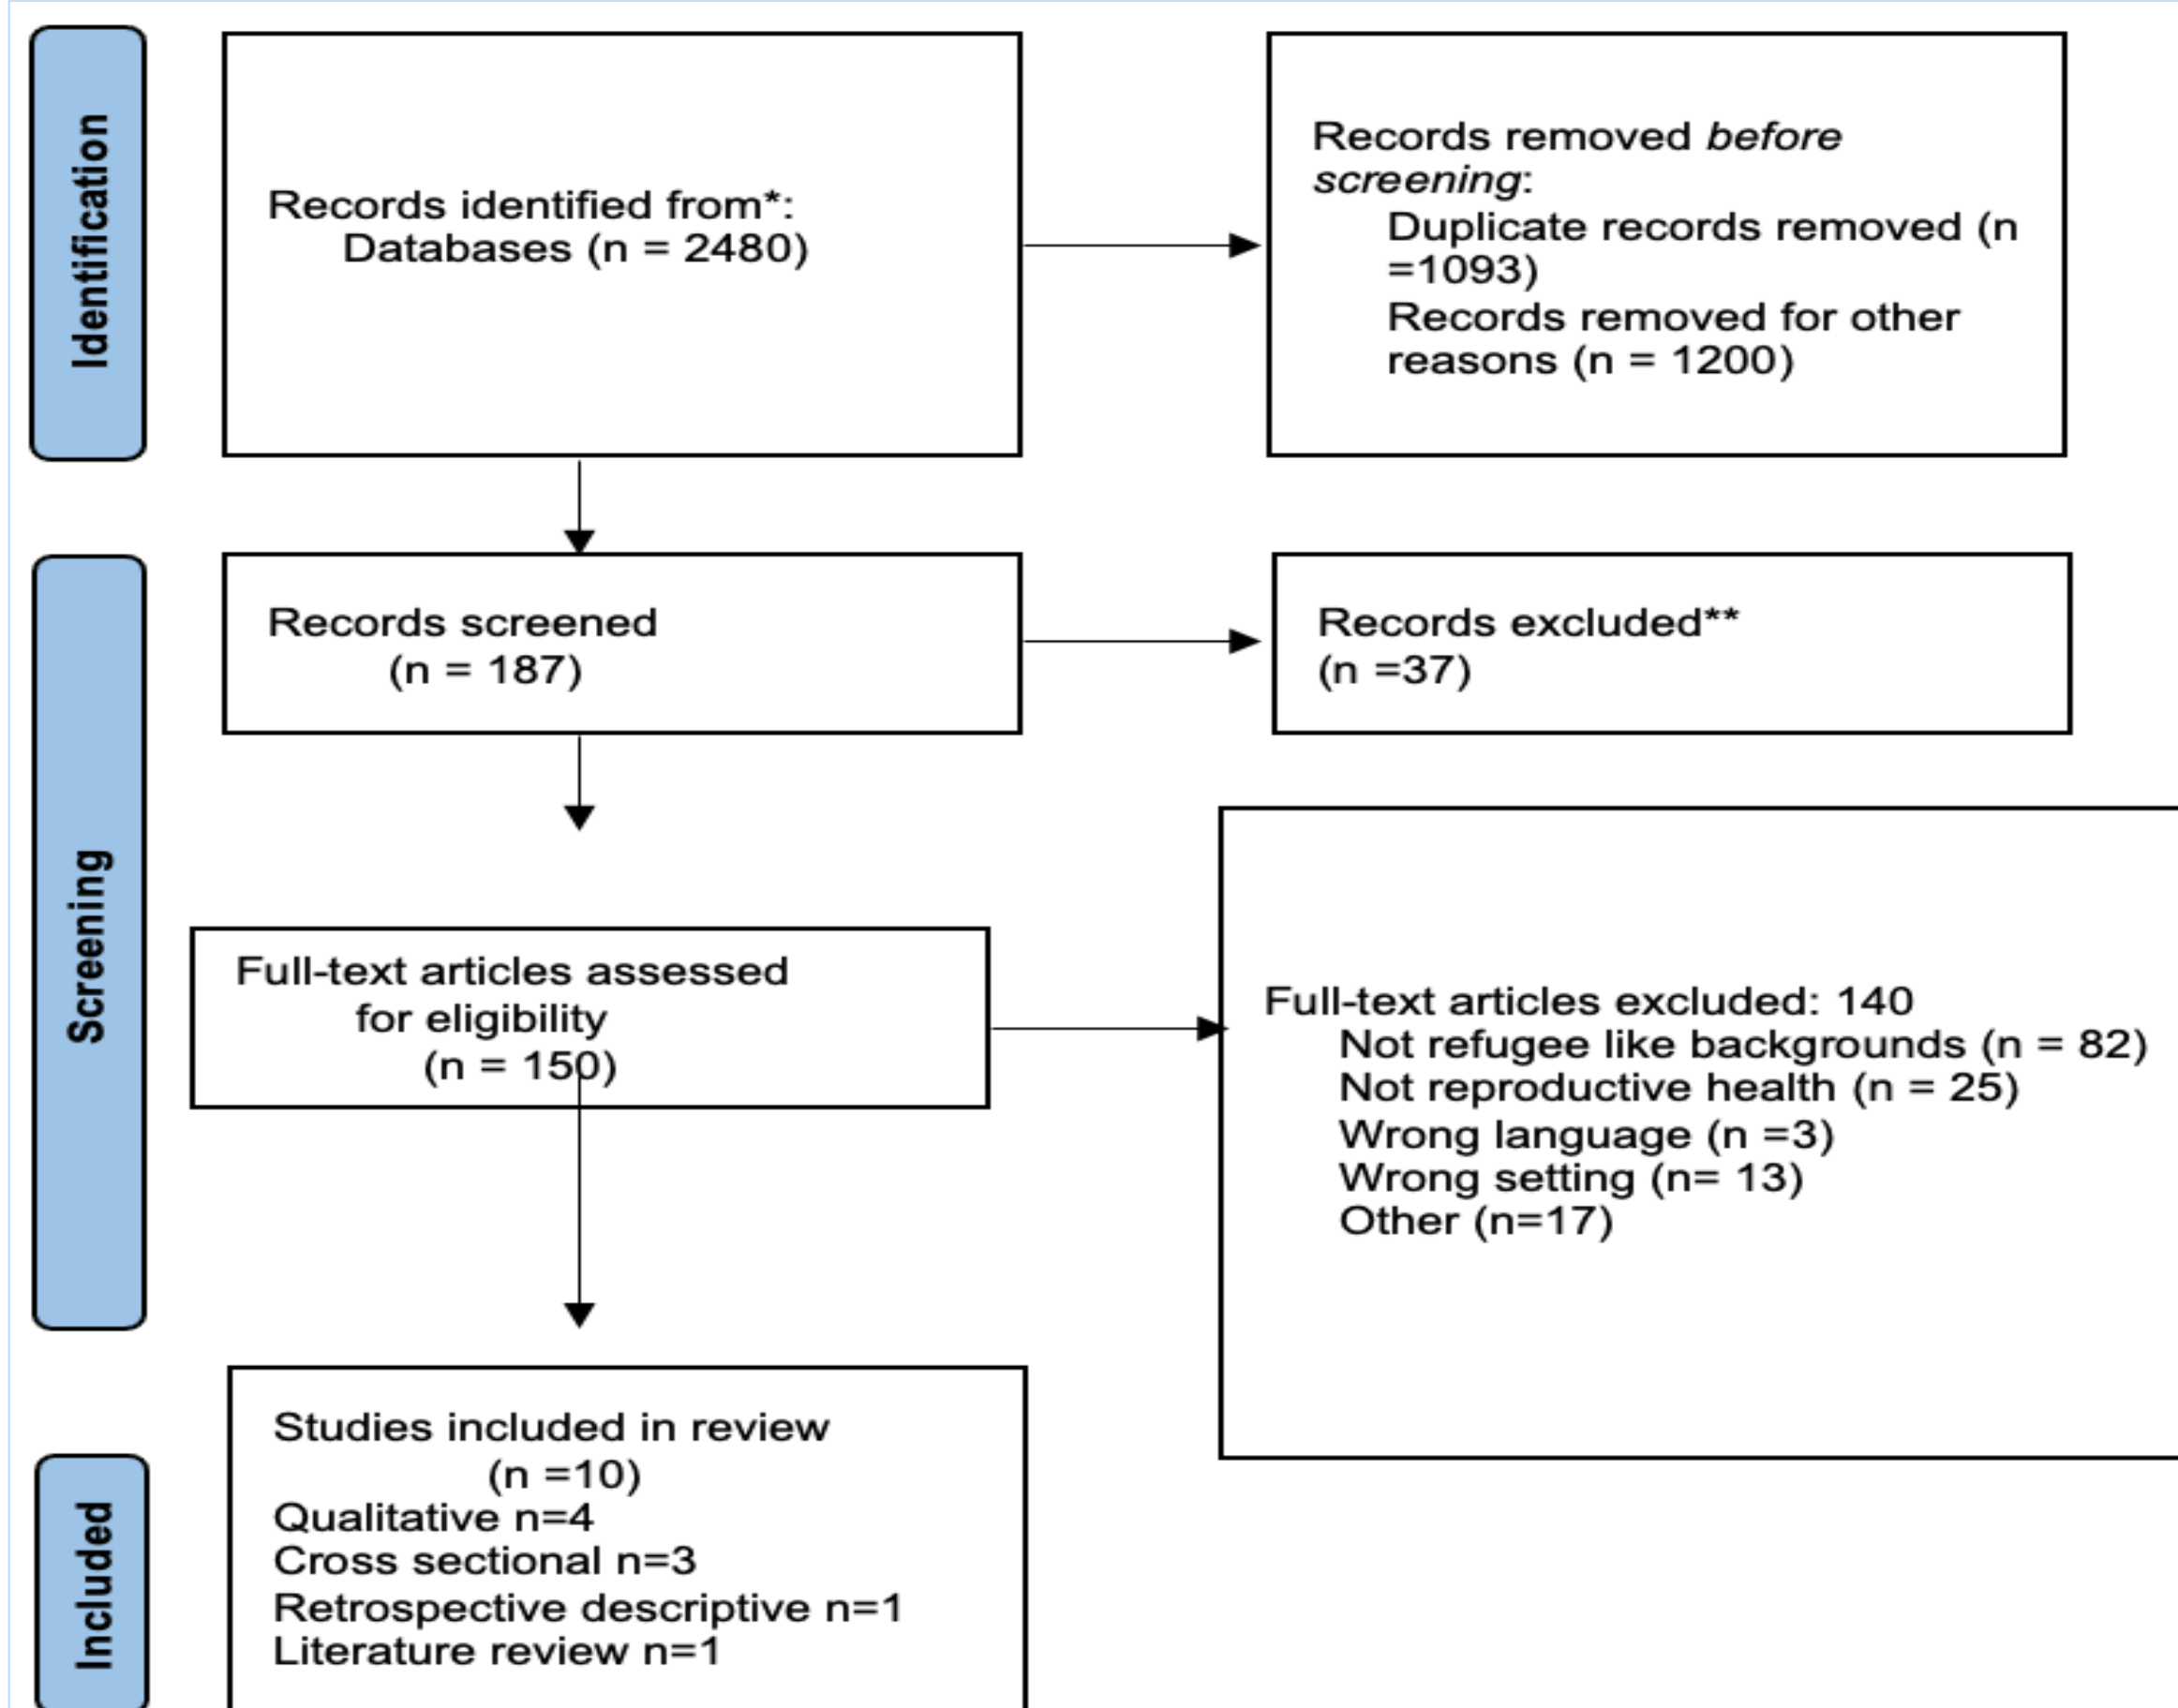 Identification
Records identified from*:
Databases (n = 2480)
Records removed before
screening:
Duplicate records removed (n
=1093)
Records removed for other
reasons (n = 1200)
Screening
Records screened
(n = 187)
Records excluded**
(n =37)
Full-text articles assessed
for eligibility
(n = 150)
Full-text articles excluded: 140
Not refugee like backgrounds (n = 82)
Not reproductive health (n = 25)
Wrong language (n =3)
Wrong setting (n= 13)
Other (n=17)
Included
Studies included in review
(n =10)
Qualitative n=4
Cross sectional n=3
Retrospective descriptive n=1
Literature review n=1